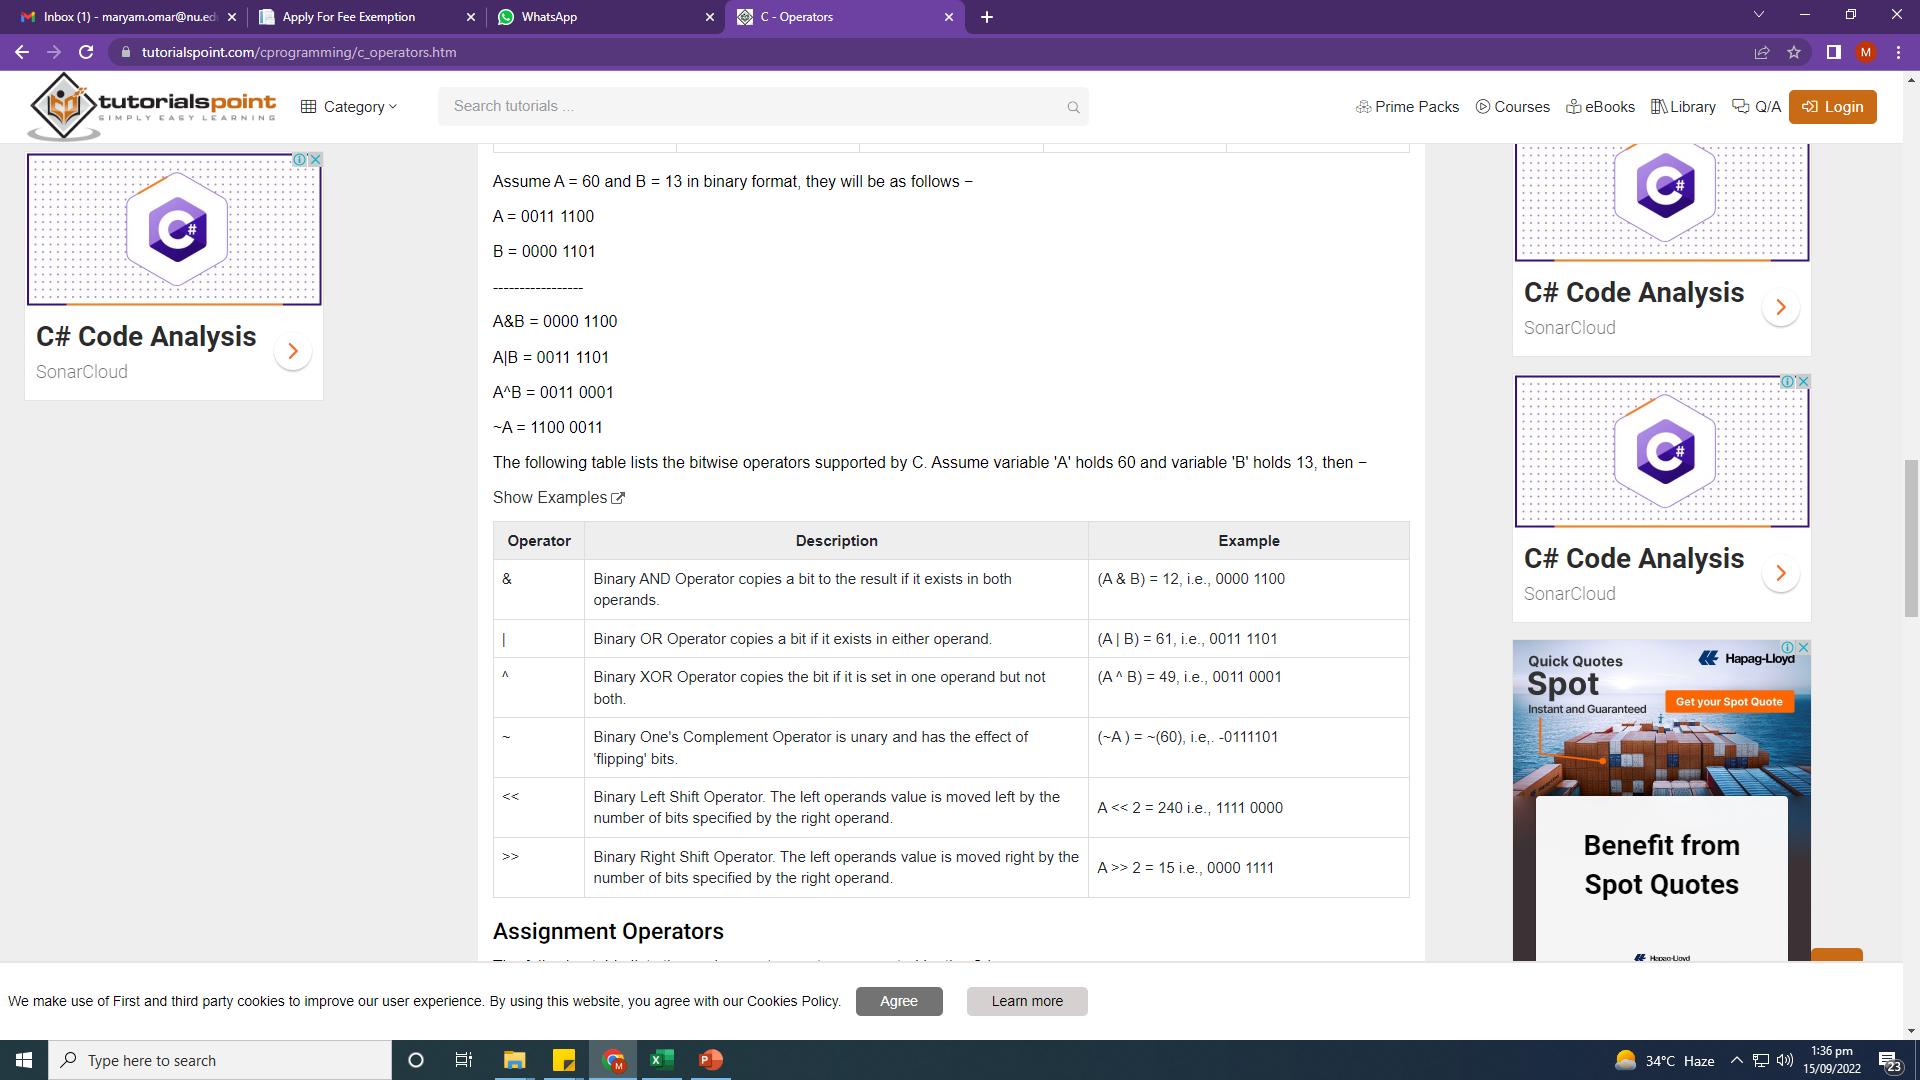 Inbox (1) - maryam.omar@nu.ed
Apply For Fee Exemption
WhatsApp
C - Operators
tutorialspoint.com/cprogramming/c_operators.htm
M
tutorialspoint
SIMPLY EASY LEARNING
Category
Search tutorials ...
Prime Packs
Courses
eBooks
Library
Q/A
Login
C#
C# Code Analysis
SonarCloud
Assume A = 60 and B = 13 in binary format, they will be as follows −
A = 0011 1100
B = 0000 1101
-----------------
A&B = 0000 1100
A|B = 0011 1101
A^B = 0011 0001
~A = 1100 0011
The following table lists the bitwise operators supported by C. Assume variable 'A' holds 60 and variable 'B' holds 13, then −
Show Examples
Operator Description Example
& Binary AND Operator copies a bit to the result if it exists in both
operands. (A & B) = 12, i.e., 0000 1100
| Binary OR Operator copies a bit if it exists in either operand. (A | B) = 61, i.e., 0011 1101
^ Binary XOR Operator copies the bit if it is set in one operand but not
both. (A ^ B) = 49, i.e., 0011 0001
~ Binary One's Complement Operator is unary and has the effect of
'flipping' bits. (~A ) = ~(60), i.e,. -0111101
<< Binary Left Shift Operator. The left operands value is moved left by the
number of bits specified by the right operand. A << 2 = 240 i.e., 1111 0000
>> Binary Right Shift Operator. The left operands value is moved right by the
number of bits specified by the right operand. A >> 2 = 15 i.e., 0000 1111
Assignment Operators
C#
C# Code Analysis
SonarCloud
C#
C# Code Analysis
SonarCloud
Quick Quotes
Spot
Instant and Guaranteed
Hapag-Lloyd
Get your Spot Quote
Benefit from
Spot Quotes
Hapag-Lloyd
We make use of First and third party cookies to improve our user experience. By using this website, you agree with our Cookies Policy.
Agree
Learn more
Type here to search
34°C Haze
1:36 pm
15/09/2022
23